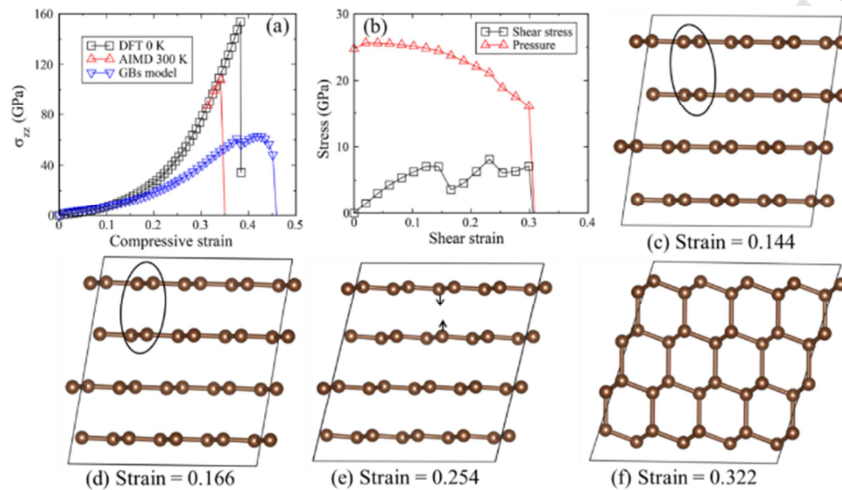 (a)
DFT 0 K
AIMD 300 K
GBs model
σzz (GPa)
160
120
80
40
0
0 0.1 0.2 0.3 0.4 0.5
Compressive strain
(b)
Shear stress
Pressure
Stress (GPa)
30
20
10
0
0 0.1 0.2 0.3 0.4
Shear strain
(c) Strain = 0.144
(d) Strain = 0.166
(e) Strain = 0.254
(f) Strain = 0.322